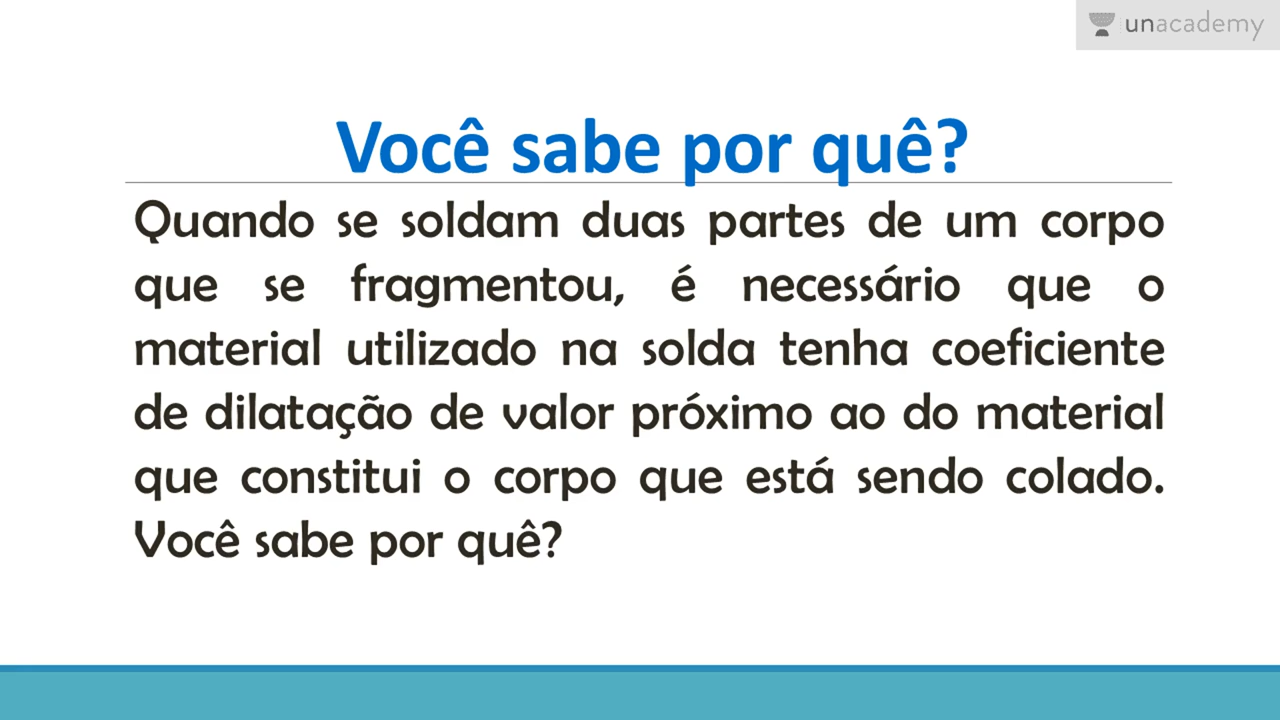 unacademy
Você sabe por quê?
Quando se soldam duas partes de um corpo
que se fragmentou, é necessário que o
material utilizado na solda tenha coeficiente
de dilatação de valor próximo ao do material
que constitui o corpo que está sendo colado.
Você sabe por quê?